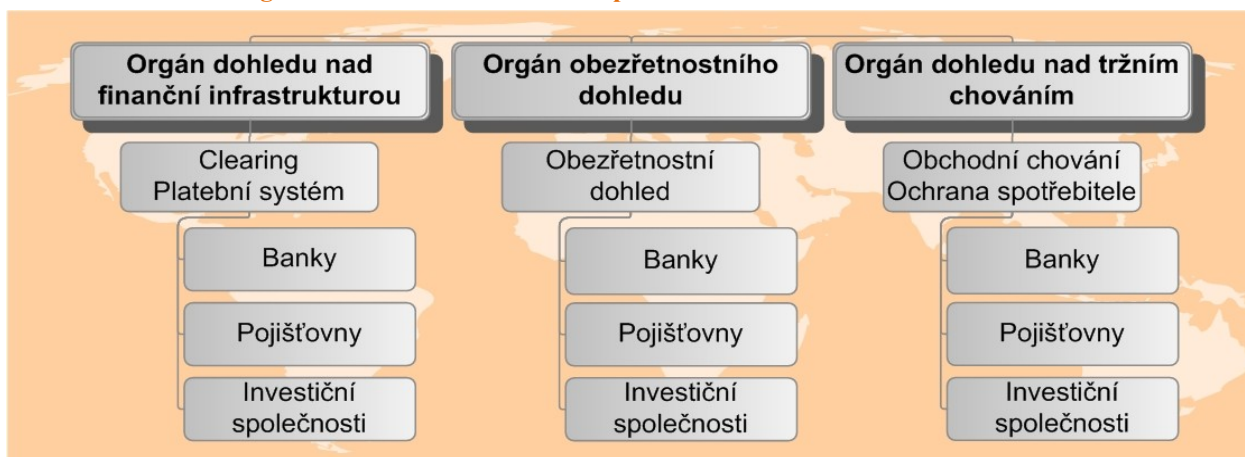 Orgán dohledu nad
finanční infrastrukturou
Clearing
Platební systém
Banky
Pojišťovny
Investiční
společnosti
Orgán obezřetnostního
dohledu
Obezřetnostní
dohled
Banky
Pojišťovny
Investiční
společnosti
Orgán dohledu nad tržním
chováním
Obchodní chování
Ochrana spotřebitele
Banky
Pojišťovny
Investiční
společnosti